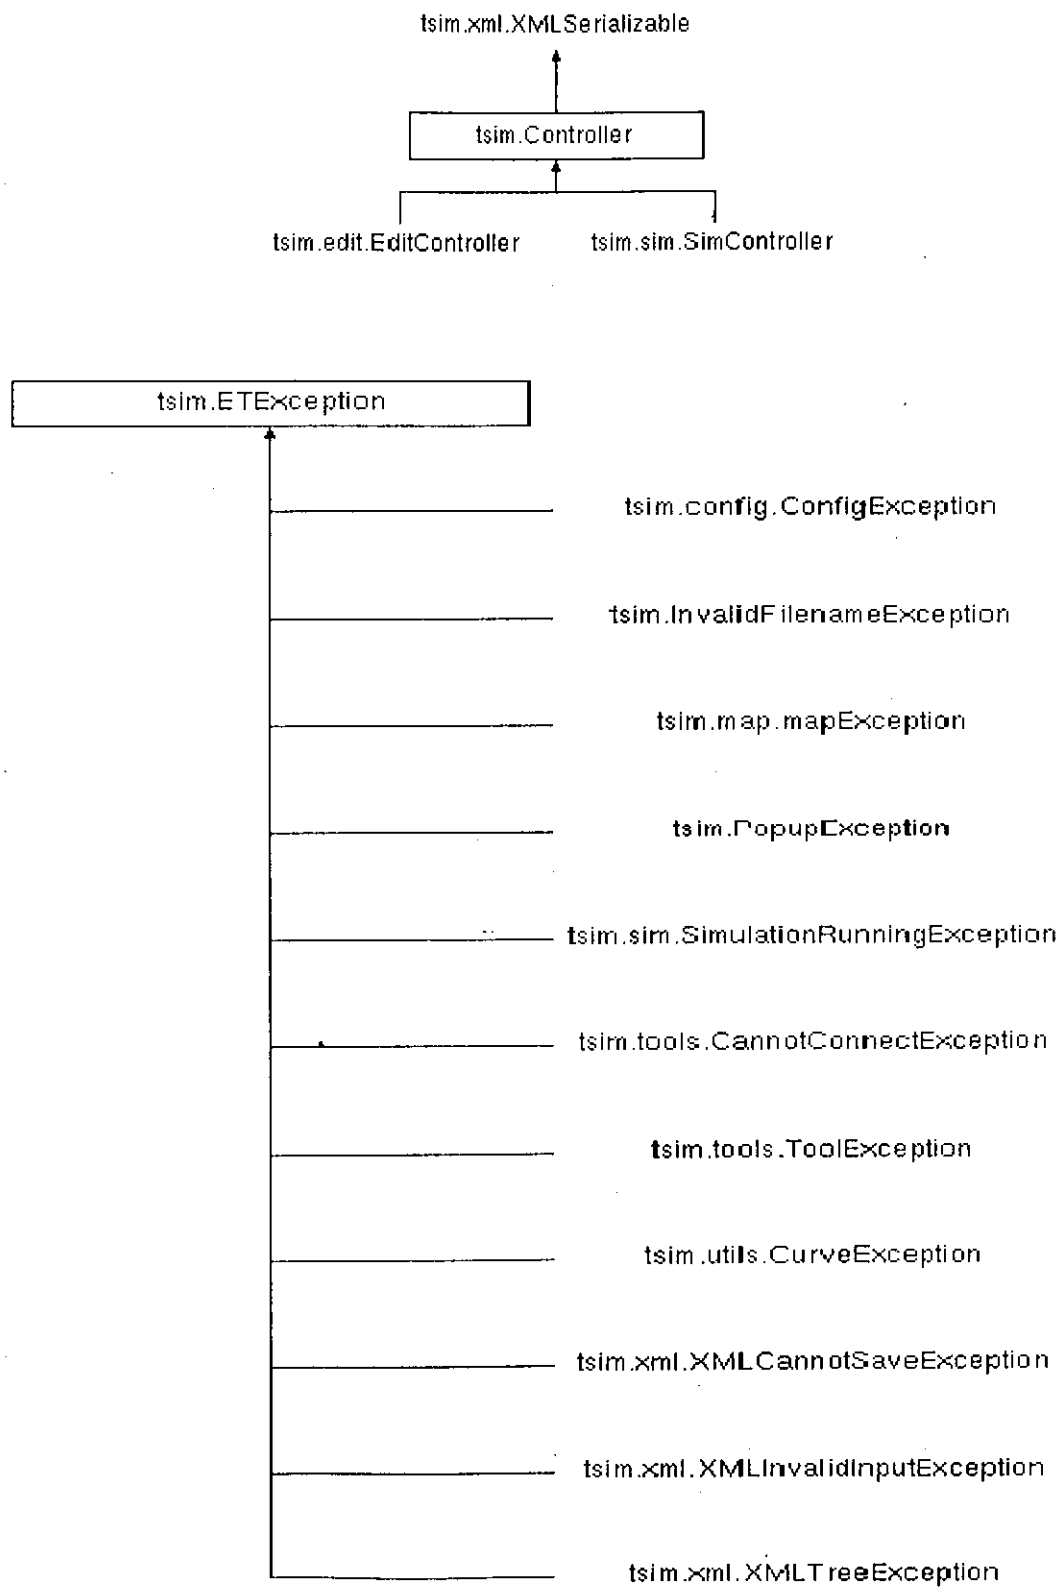 tsim.xml.XMLSerializable
tsim.Controller
tsim.edit.EditController
tsim.sim.SimController
tsim.ETException
tsim.config.ConfigException
tsim.InvalidFilenameException
tsim.map.mapException
tsim.PopupException
tsim.sim.SimulationRunningException
tsim.tools.CannotConnectException
tsim.tools.ToolException
tsim.utils.CurveException
tsim.xml.XMLCannotSaveException
tsim.xml.XMLInvalidInputException
tsim.xml.XMLTreeException